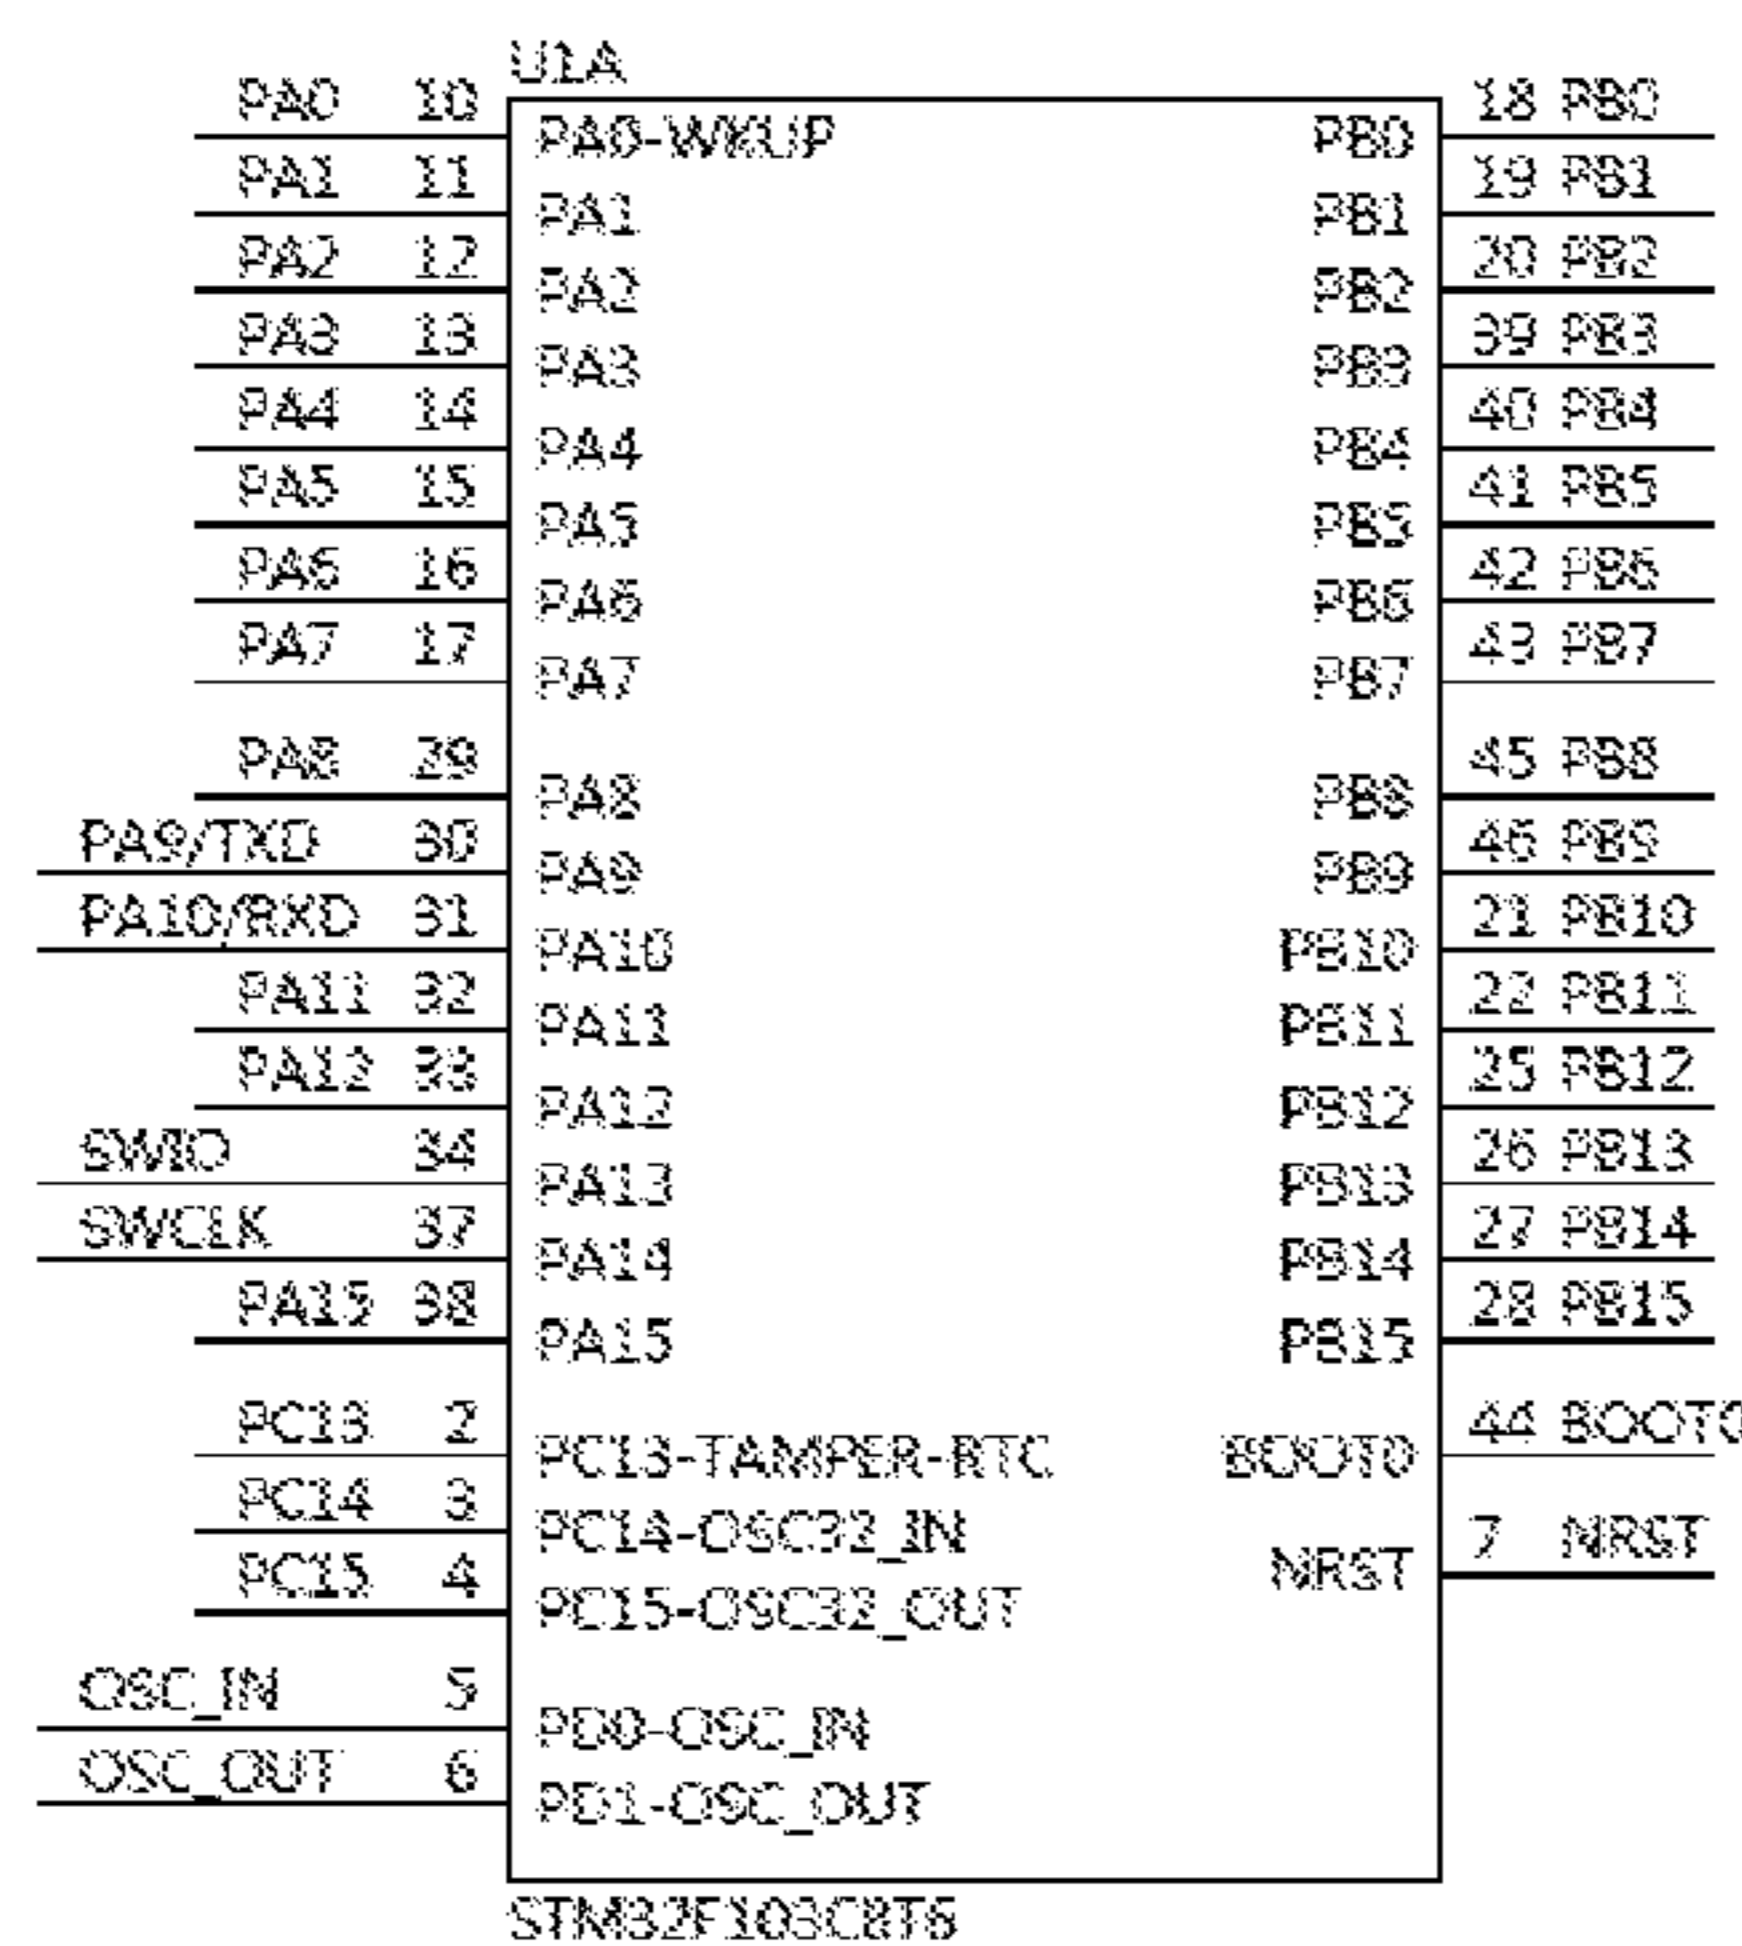 U1A
PA0 10 PA0-WKUP PB0 18 PB0
PA1 11 PA1 PB1 19 PB1
PA2 12 PA2 PB2 20 PB2
PA3 13 PA3 PB3 39 PB3
PA4 14 PA4 PB4 40 PB4
PA5 15 PA5 PB5 41 PB5
PA6 16 PA6 PB6 42 PB6
PA7 17 PA7 PB7 43 PB7
PA8 29 PA8 PB8 45 PB8
PA9/TXD 30 PA9 PB9 46 PB9
PA10/RXD 31 PA10 PB10 21 PB10
PA11 32 PA11 PB11 22 PB11
PA12 33 PA12 PB12 25 PB12
SWIO 34 PA13 PB13 26 PB13
SWCLK 37 PA14 PB14 27 PB14
PA15 38 PA15 PB15 28 PB15
PC13 2 PC13-TAMPER-RTC BOOT0 44 BOOT0
PC14 3 PC14-OSC32_IN NRST 7 NRST
PC15 4 PC15-OSC32_OUT
OSC_IN 5 PD0-OSC_IN
OSC_OUT 6 PD1-OSC_OUT
STM32F103C8T6